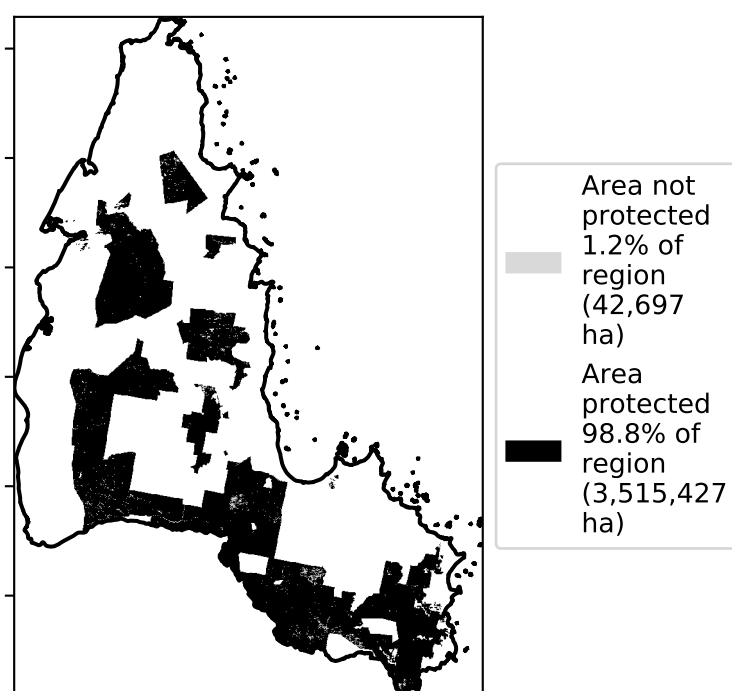 Area not
protected
1.2% of
region
(42,697
ha)
Area
protected
98.8% of
region
(3,515,427
ha)